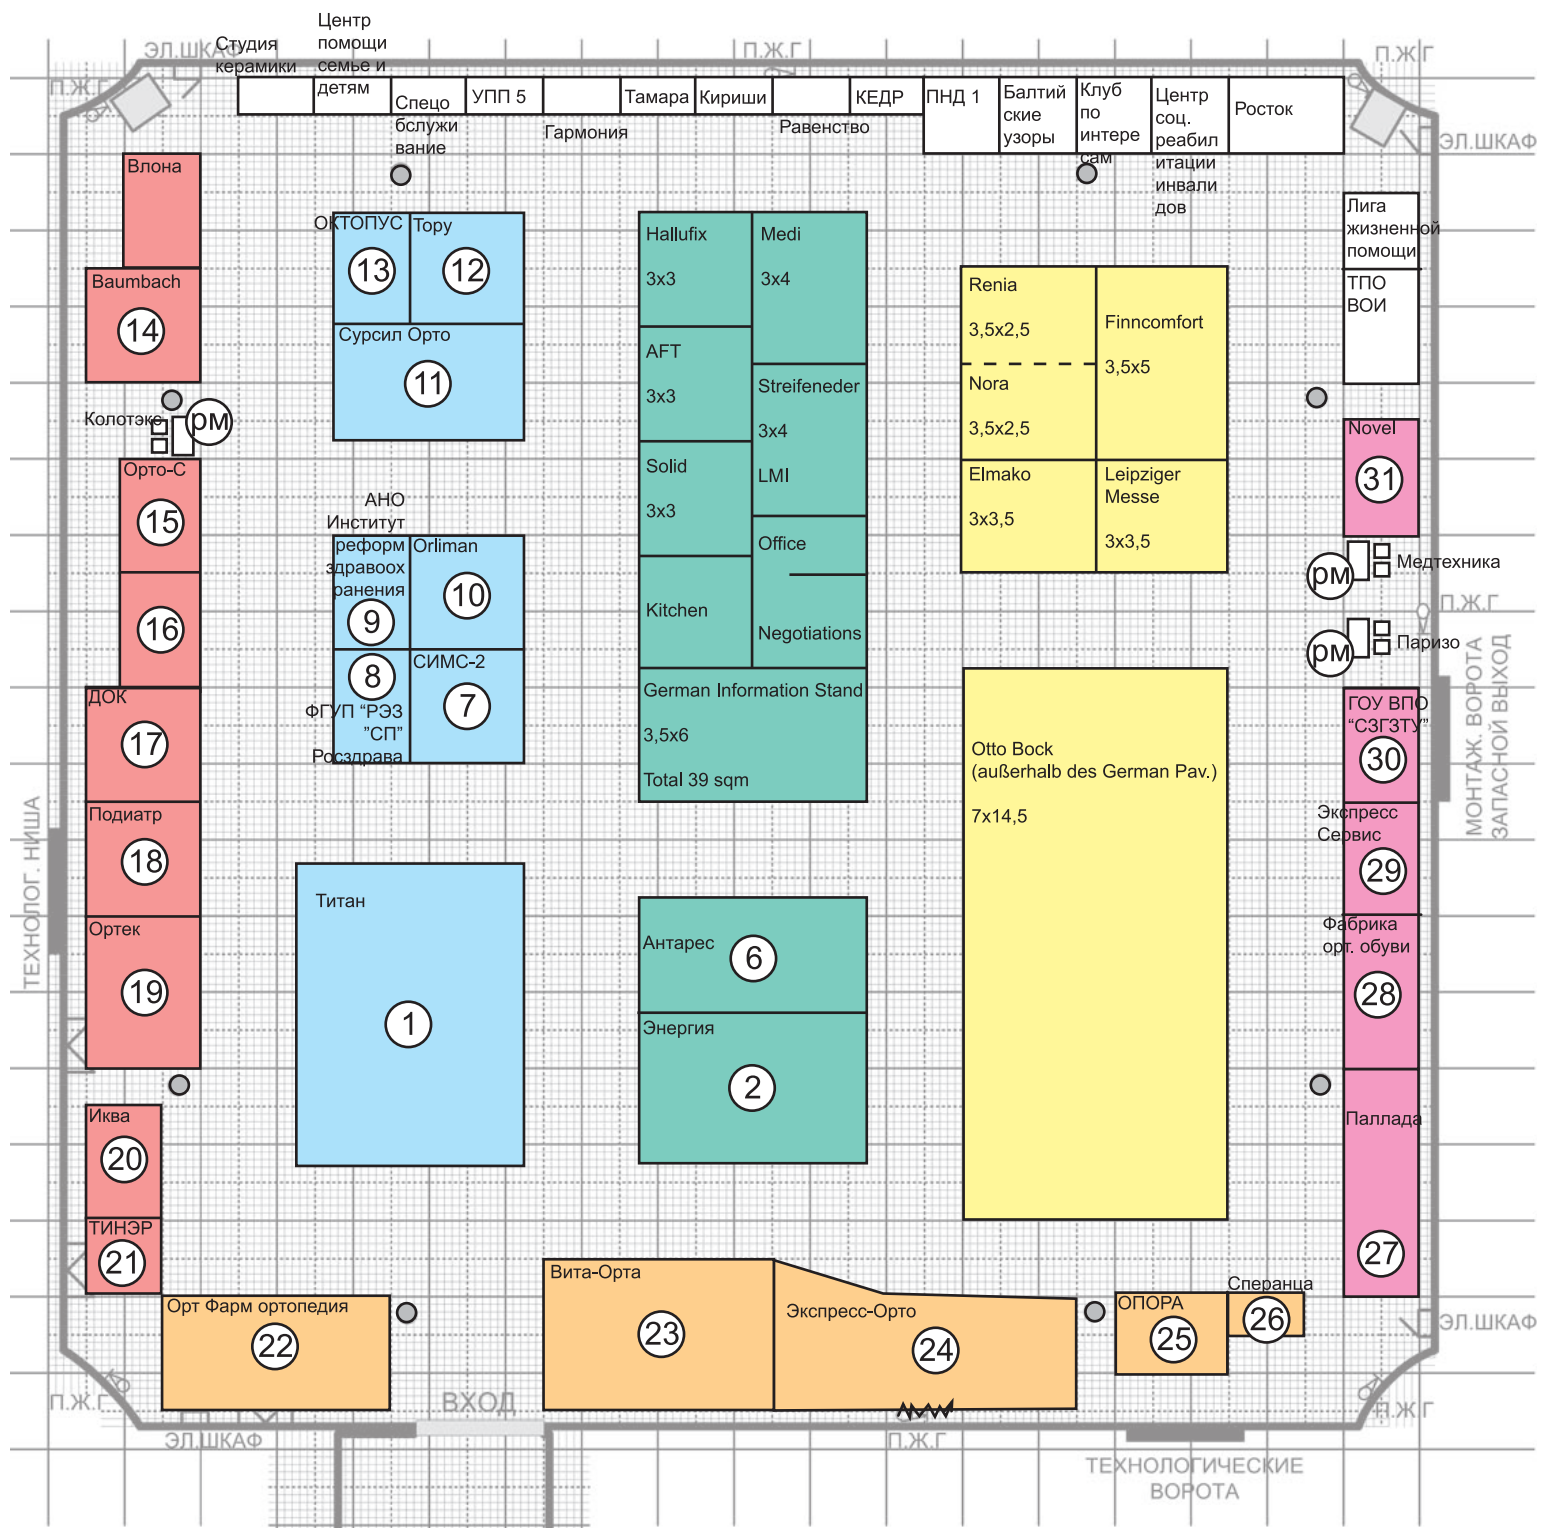 Студия
керамики
Центр
помощи
семье и
детям
ЭЛ.ШКАФ
П.Ж.Г
П.Ж.Г
П.Ж.Г
Спецо
бслужи
вание
УПП 5
Гармония
Тамара
Кириши
Равенство
КЕДР
ПНД 1
Балтий
ские
узоры
Клуб
по
интере
сам
Центр
соц.
реабил
итации
инвали
дов
Росток
ЭЛ.ШКАФ
Влона
Baumbach
14
ОКТОПУС
13
Тору
12
Сурсил Орто
11
Hallufix
3x3
Medi
3x4
AFT
3x3
Streifeneder
3x4
LMI
Solid
3x3
Office
Kitchen
Negotiations
German Information Stand
3,5x6
Total 39 sqm
Renia
3,5x2,5
Finncomfort
3,5x5
Nora
3,5x2,5
Elmako
3x3,5
Leipziger
Messe
3x3,5
Лига
жизненной
помощи
ТПО
ВОИ
Колотэкс
рм
Орто-С
15
16
ДОК
17
Подиатр
18
Ортек
19
ТЕХНОЛОГ. НИША
АНО
Институт
реформ
здравоох
ранения
9
Orliman
10
8
ФГУП “РЭЗ
”СП”
Росздрава
СИМС-2
7
Novel
31
рм
Медтехника
П.Ж.Г
рм
Паризо
МОНТАЖ. ВОРОТА
ЗАПАСНОЙ ВЫХОД
ГОУ ВПО
“СЗГЗТУ”
30
Экспресс
Сервис
29
Фабрика
орт. обуви
28
Паллада
27
Otto Bock
(außerhalb des German Pav.)
7x14,5
Титан
1
Антарес
6
Энергия
2
Иква
20
ТИНЭР
21
Орт Фарм ортопедия
22
Вита-Орта
23
Экспресс-Орто
24
ОПОРА
25
Сперанца
26
ЭЛ.ШКАФ
П.Ж.Г
ВХОД
П.Ж.Г
ЭЛ.ШКАФ
П.Ж.Г
ТЕХНОЛОГИЧЕСКИЕ
ВОРОТА